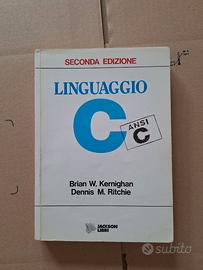 SECONDA EDIZIONE
LINGUAGGIO
C
ANSI
C
Brian W. Kernighan
Dennis M. Ritchie
JACKSON
LIBRI
subito